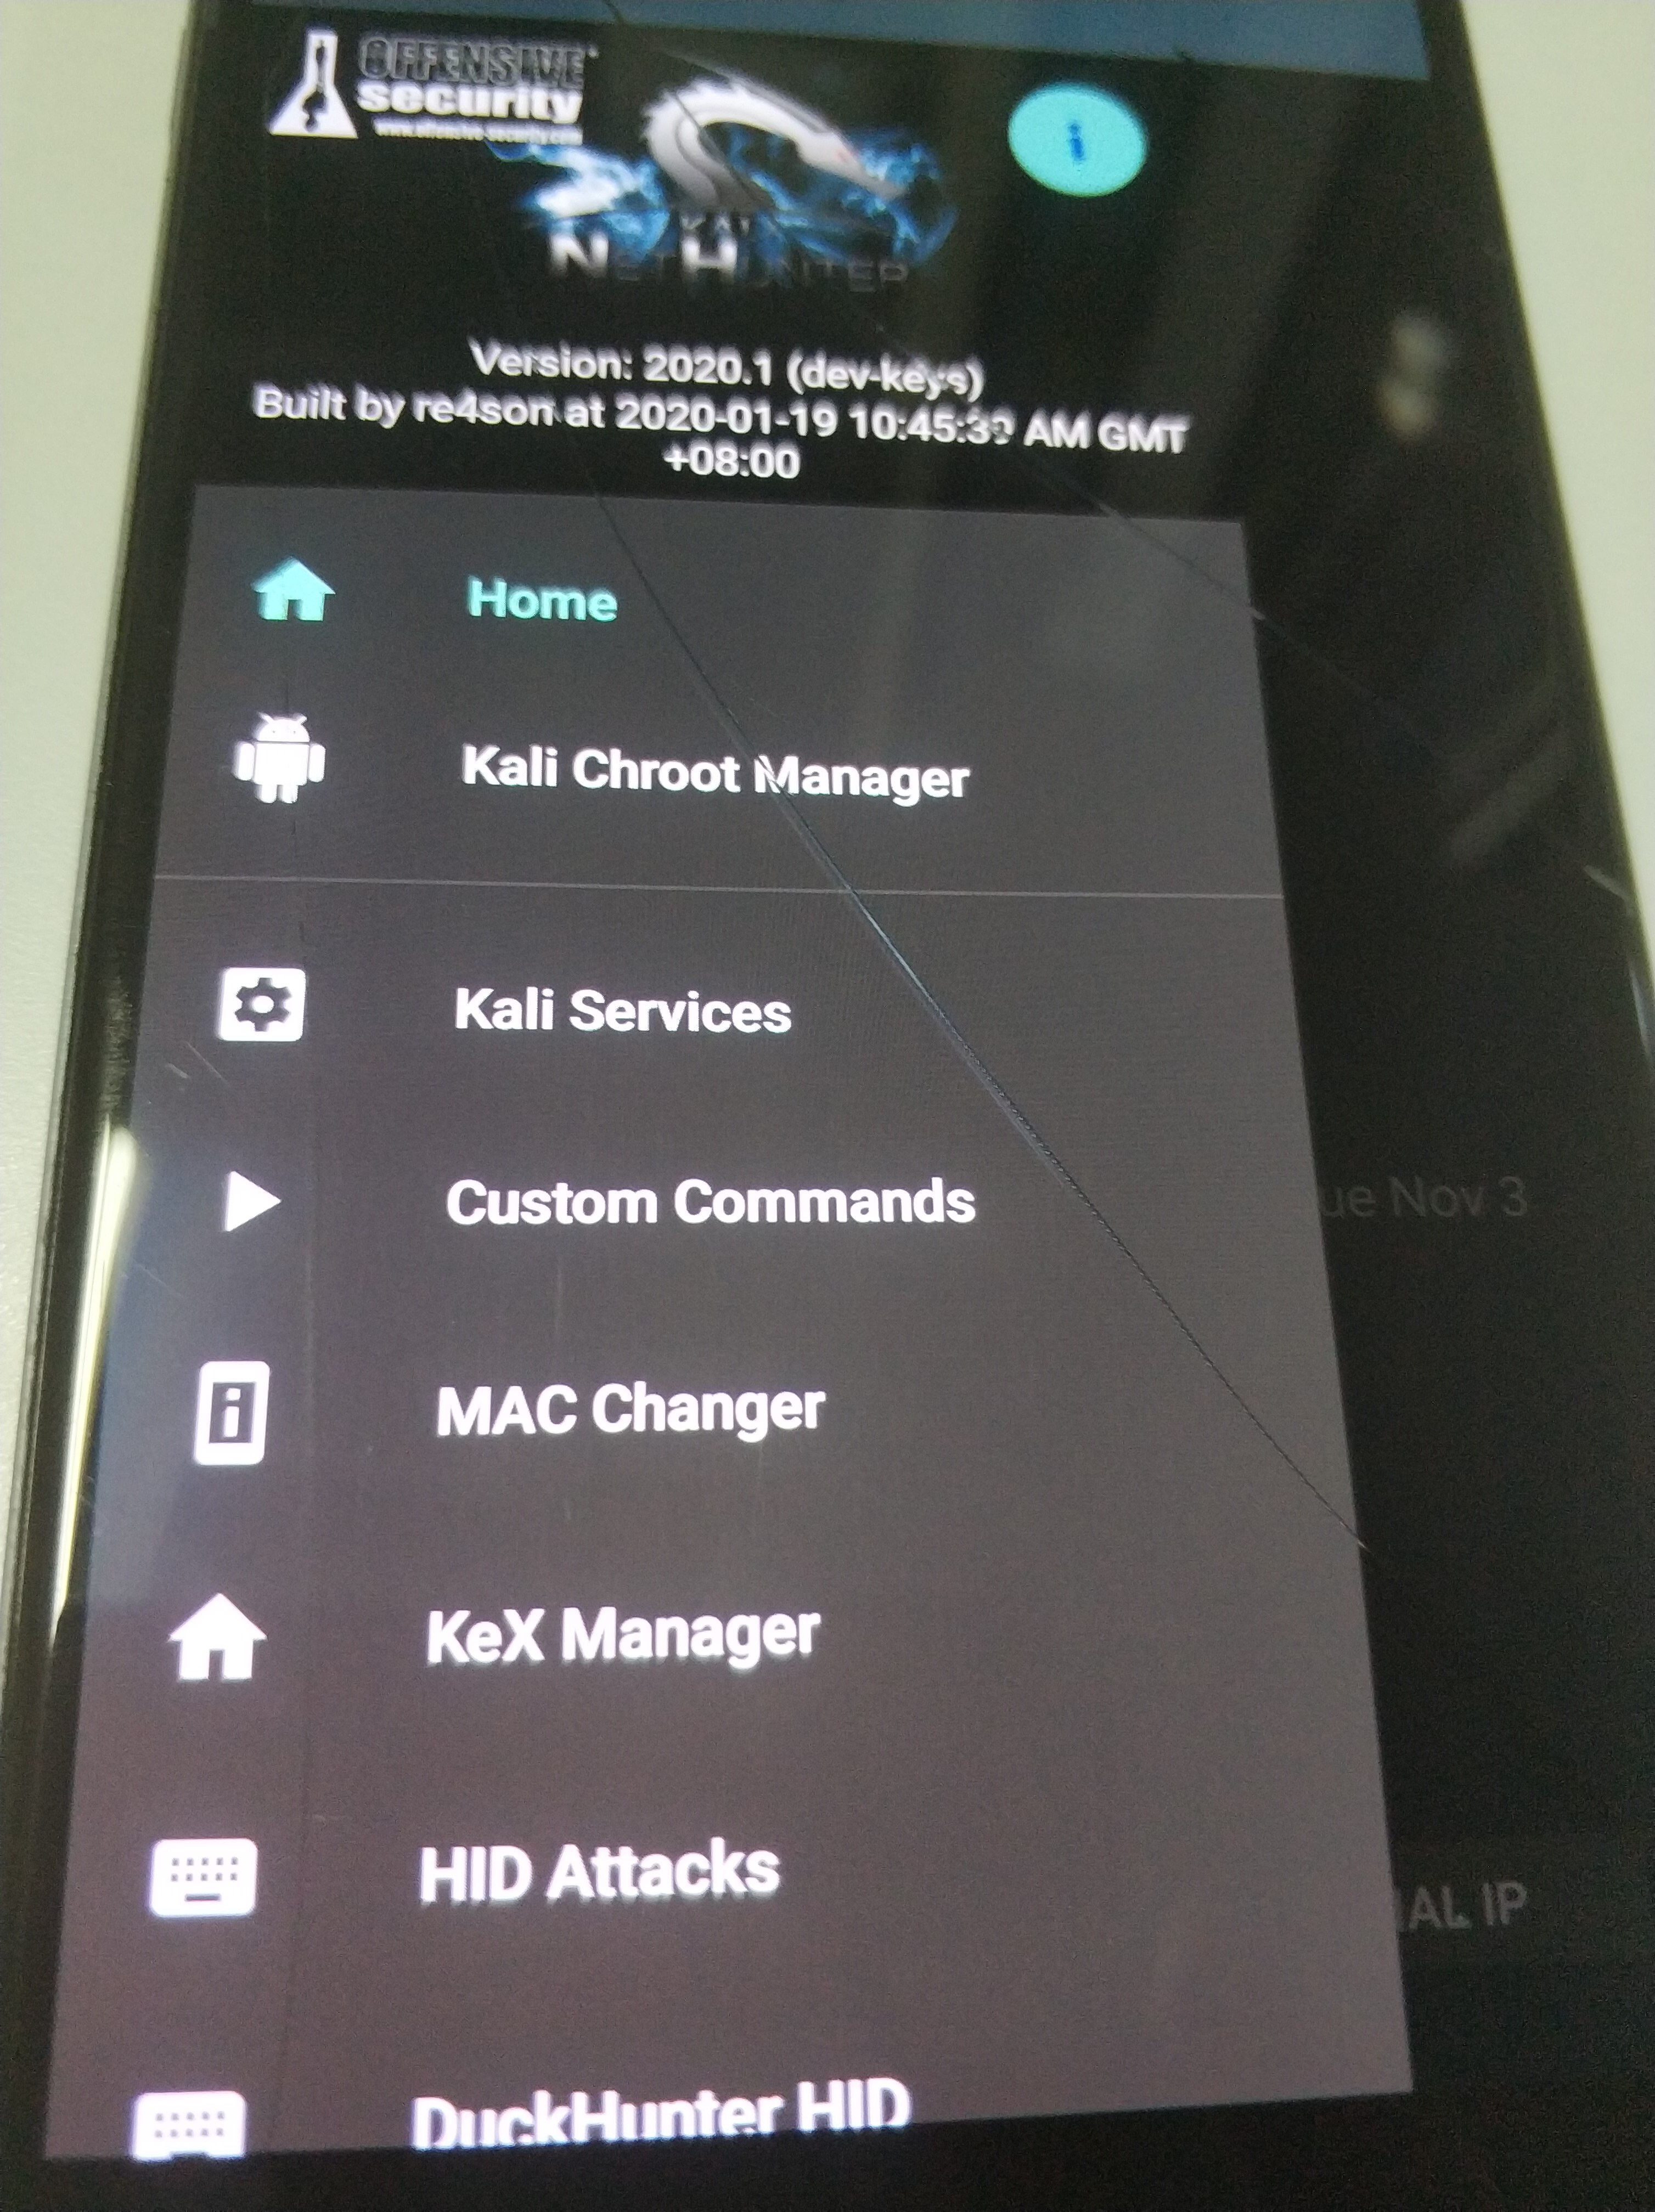 OFFENSIVE
security
www.offensive-security.com
KALI
NETHUNTER
i
Version: 2020.1 (dev-keys)
Built by re4son at 2020-01-19 10:45:39 AM GMT
+08:00
Home
Kali Chroot Manager
Kali Services
Custom Commands
ue Nov 3
MAC Changer
KeX Manager
HID Attacks
AL IP
DuckHunter HID